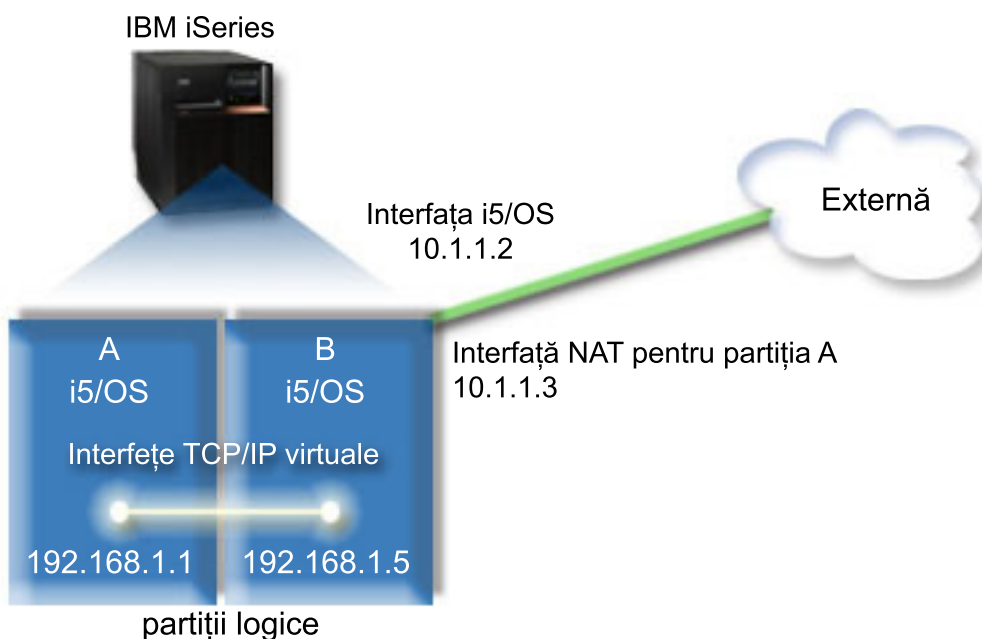 IBM iSeries
Interfața i5/OS
10.1.1.2
Externă
A
i5/OS
B
i5/OS
Interfață NAT pentru partiția A
10.1.1.3
Interfețe TCP/IP virtuale
192.168.1.1
192.168.1.5
partiții logice